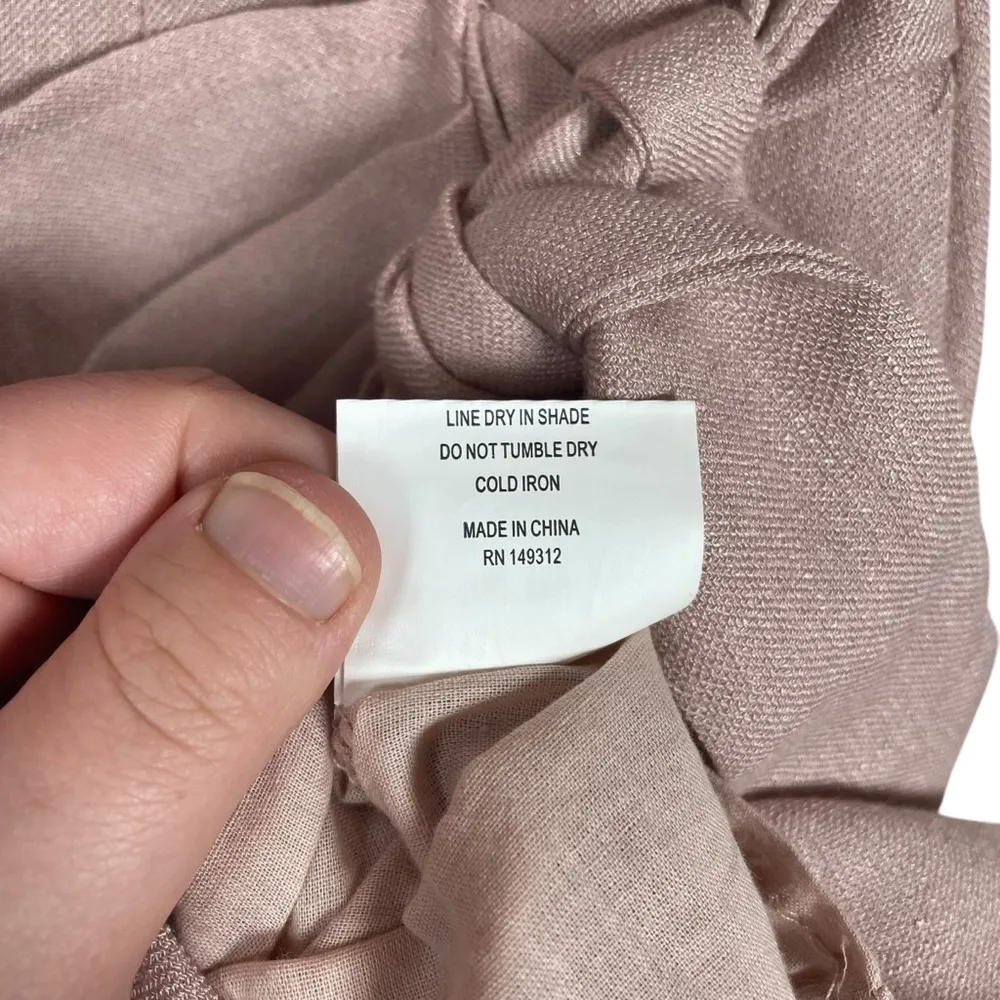 LINE DRY IN SHADE
DO NOT TUMBLE DRY
COLD IRON
MADE IN CHINA
RN 149312